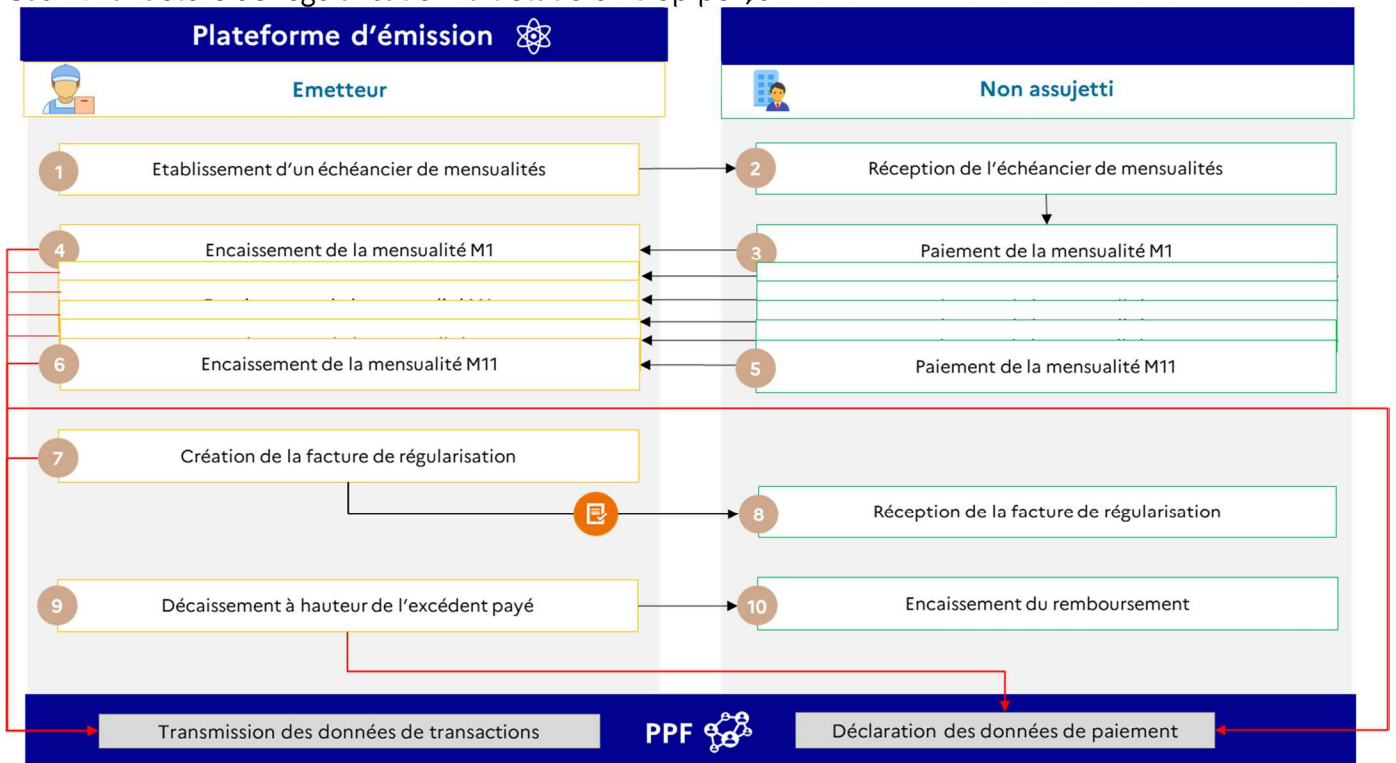 Plateforme d'émission
Emetteur
Non assujetti
1
Etablissement d'un échéancier de mensualités
2
Réception de l'échéancier de mensualités
4
Encaissement de la mensualité M1
3
Paiement de la mensualité M1
6
Encaissement de la mensualité M11
5
Paiement de la mensualité M11
7
Création de la facture de régularisation
8
Réception de la facture de régularisation
9
Décaissement à hauteur de l'excédent payé
10
Encaissement du remboursement
Transmission des données de transactions
PPF
Déclaration des données de paiement